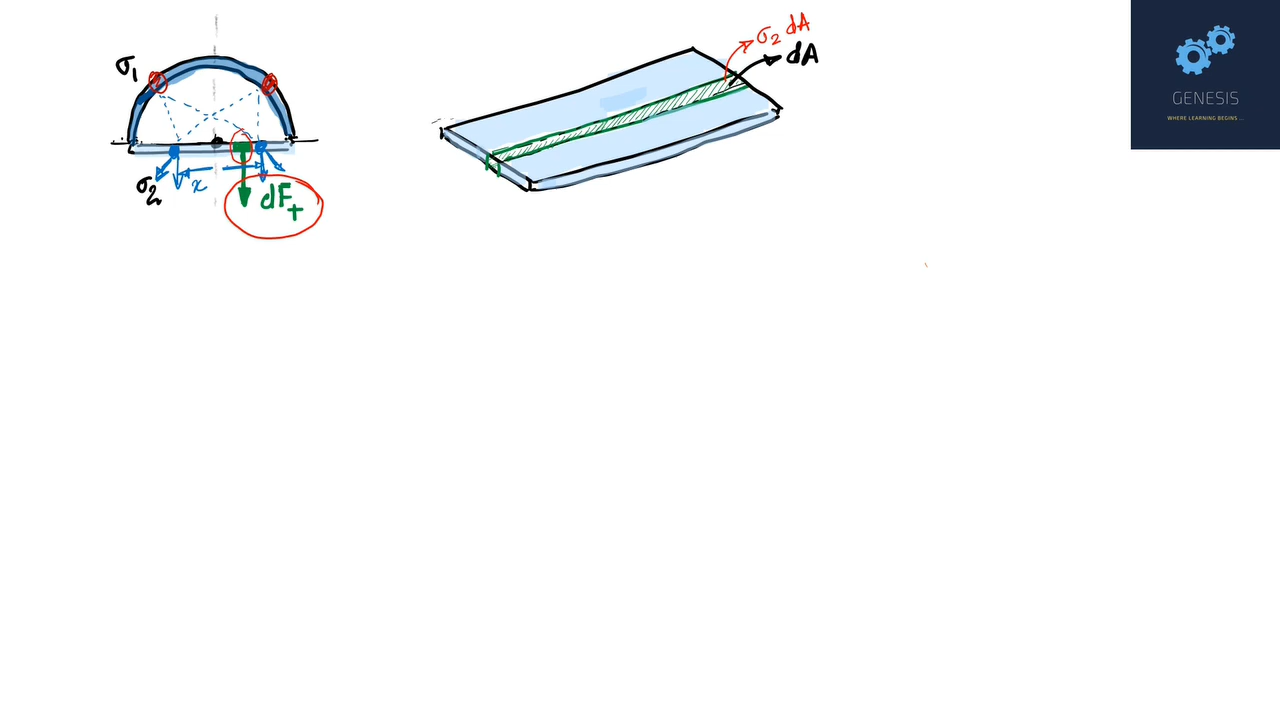 σ₁
σ₂
x
dF₊
σ₂ dA
dA
GENESIS
WHERE LEARNING BEGINS ...